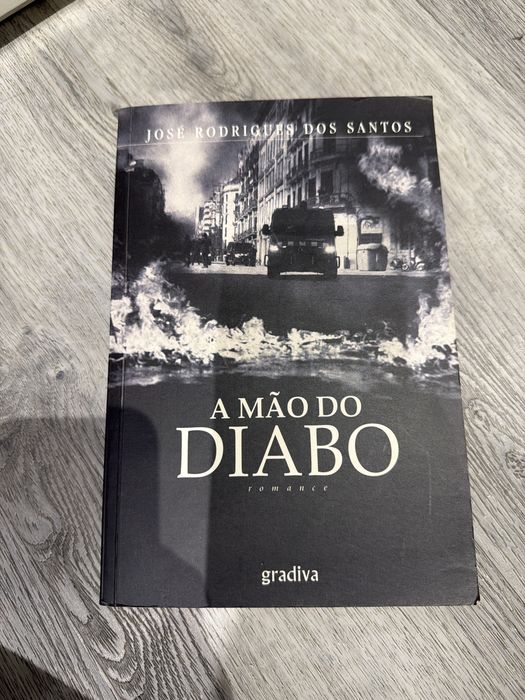 JOSÉ RODRIGUES DOS SANTOS
A MÃO DO
DIABO
romance
gradiva